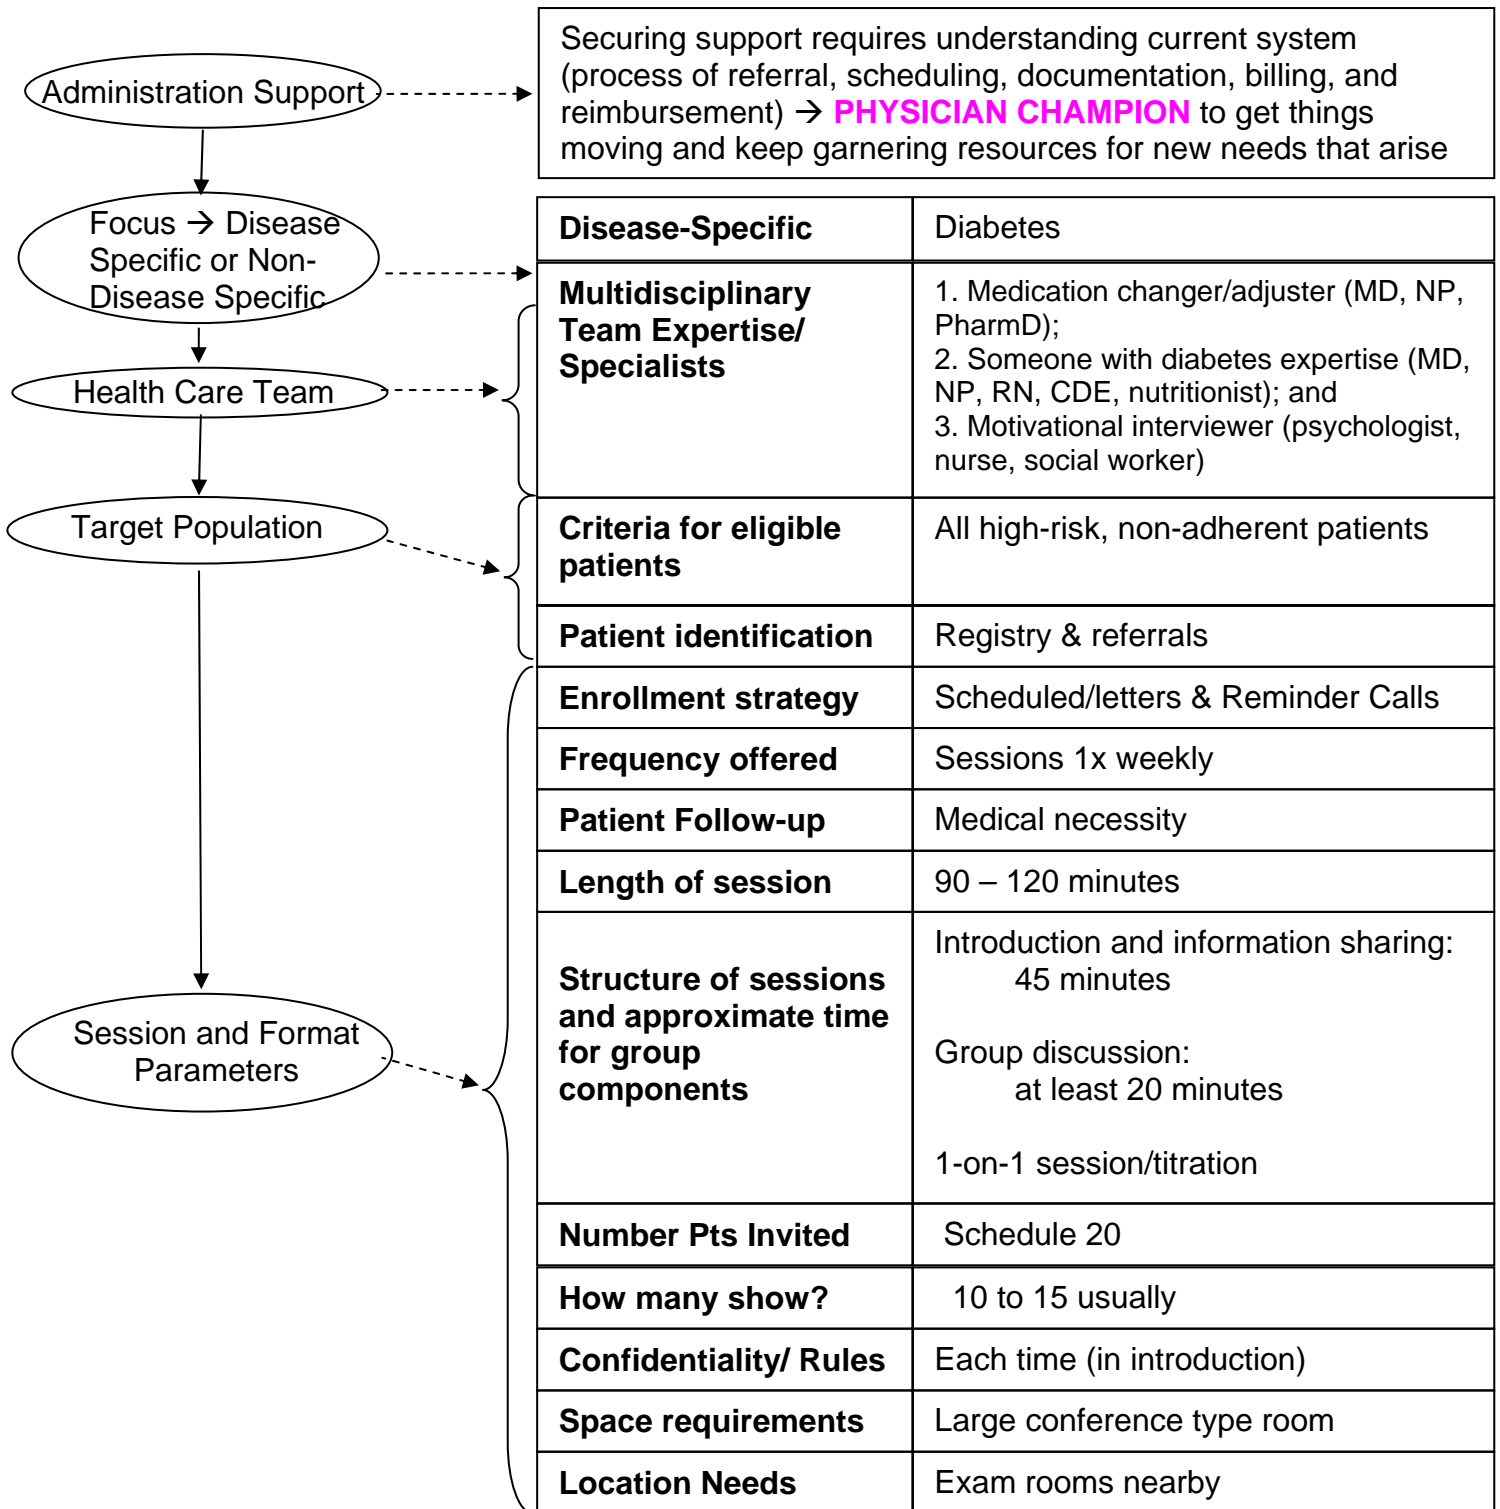 Administration Support
Securing support requires understanding current system
(process of referral, scheduling, documentation, billing, and
reimbursement) → PHYSICIAN CHAMPION to get things
moving and keep garnering resources for new needs that arise
Focus → Disease
Specific or Non-
Disease Specific
Disease-Specific
Diabetes
Health Care Team
Multidisciplinary
Team Expertise/
Specialists
1. Medication changer/adjuster (MD, NP,
PharmD);
2. Someone with diabetes expertise (MD,
NP, RN, CDE, nutritionist); and
3. Motivational interviewer (psychologist,
nurse, social worker)
Target Population
Criteria for eligible
patients
All high-risk, non-adherent patients
Patient identification
Registry & referrals
Session and Format
Parameters
Enrollment strategy
Scheduled/letters & Reminder Calls
Frequency offered
Sessions 1x weekly
Patient Follow-up
Medical necessity
Length of session
90 – 120 minutes
Structure of sessions
and approximate time
for group
components
Introduction and information sharing:
45 minutes
Group discussion:
at least 20 minutes
1-on-1 session/titration
Number Pts Invited
Schedule 20
How many show?
10 to 15 usually
Confidentiality/ Rules
Each time (in introduction)
Space requirements
Large conference type room
Location Needs
Exam rooms nearby